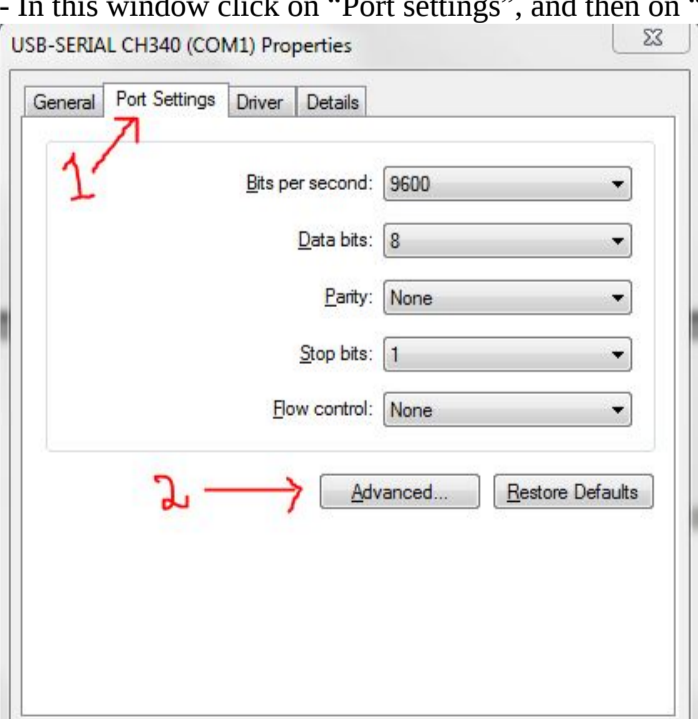 - In this window click on “Port settings”, and then on “
USB-SERIAL CH340 (COM1) Properties
General Port Settings Driver Details
1
Bits per second: 9600
Data bits: 8
Parity: None
Stop bits: 1
Flow control: None
2 Advanced... Restore Defaults